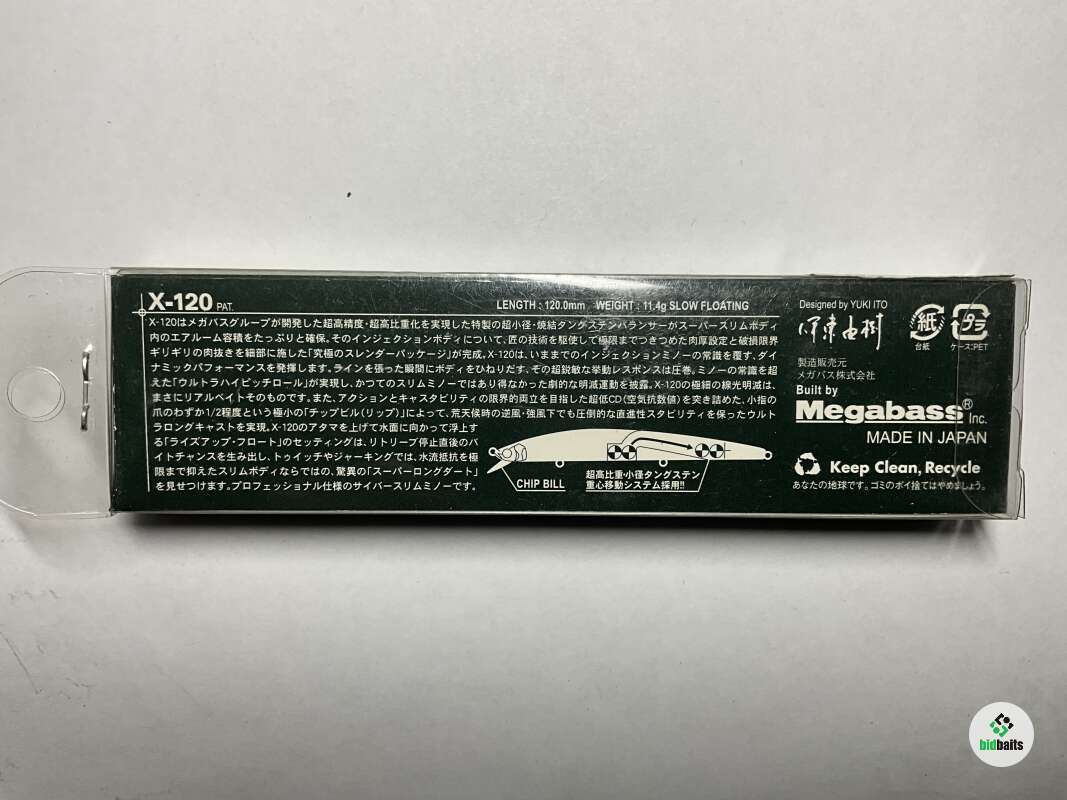 X-120 PAT.
LENGTH : 120.0mm WEIGHT : 11.4g SLOW FLOATING
X-120はメガバスグループが開発した超高精度・超高比重化を実現した特製の超小径・焼結タングステンバランサーがスーパースリムボディ
内のエアルーム容積をたっぷりと確保。そのインジェクションボディについて、匠の技術を駆使して極限までつきつめた肉厚設定と破損限界
ギリギリの肉抜きを細部に施した「究極のスレンダーパッケージ」が完成。X-120は、いままでのインジェクションミノーの常識を覆す、ダイ
ナミックパフォーマンスを発揮します。ラインを張った瞬間にボディをひねりだす、その超鋭敏な挙動レスポンスは圧巻。ミノーの常識を超
えた「ウルトラハイピッチロール」が実現し、かつてのスリムミノーではあり得なかった劇的な明滅運動を披露。X-120の極細の線光明滅は、
まさにリアルベイトそのものです。また、アクションとキャスタビリティの限界的両立を目指した超低CD(空気抗数値)を突き詰めた、小指の
爪のわずか1/2程度という極小の「チップビル(リップ)」によって、荒天候時の逆風・強風下でも圧倒的な直進性スタビリティを保ったウルト
ラロングキャストを実現。X-120のアタマを上げて水面に向かって浮上す
る「ライズアップ・フロート」のセッティングは、リトリーブ停止直後のバ
イトチャンスを生み出し、トゥイッチやジャーキングでは、水流抵抗を極
限まで抑えたスリムボディならではの、驚異の「スーパーロングダート」
を見せつけます。プロフェッショナル仕様のサイバースリムミノーです。
CHIP BILL
超高比重・小径タングステン
重心移動システム採用!!
Designed by YUKI ITO
伊東由樹
紙
台紙
プラ
ケース:PET
製造販売元
メガバス株式会社
Built by
Megabass® Inc.
MADE IN JAPAN
Keep Clean, Recycle
あなたの地球です。ゴミのポイ捨てはやめましょう。
bidbaits